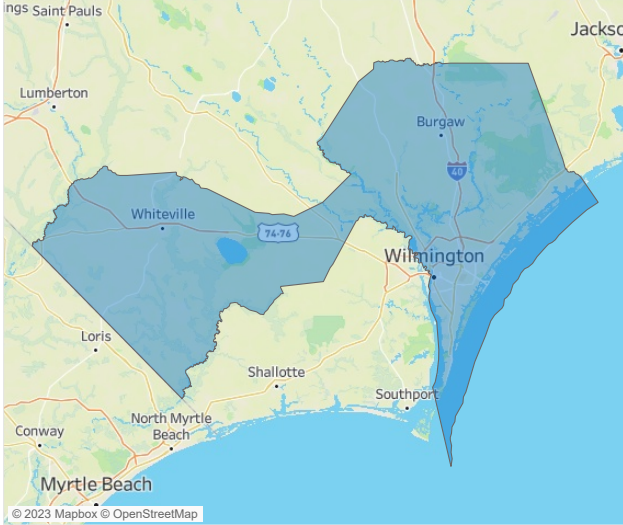 ngs
Saint Pauls
Jackso
Lumberton
Burgaw
40
Whiteville
74-76
Wilmington
Loris
Shallotte
Southport
North Myrtle
Beach
Conway
Myrtle Beach
© 2023 Mapbox © OpenStreetMap